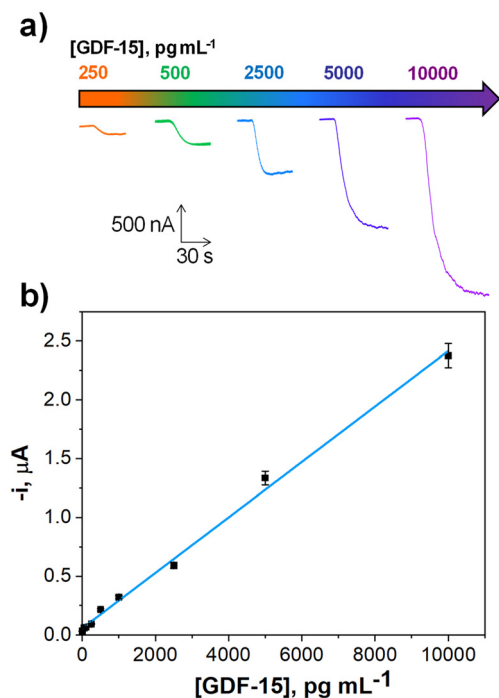 a)
[GDF-15], pg mL-1
250 500 2500 5000 10000
500 nA
30 s
b)
2.5
2.0
1.5
1.0
0.5
0.0
-i, μA
0 2000 4000 6000 8000 10000
[GDF-15], pg mL-1